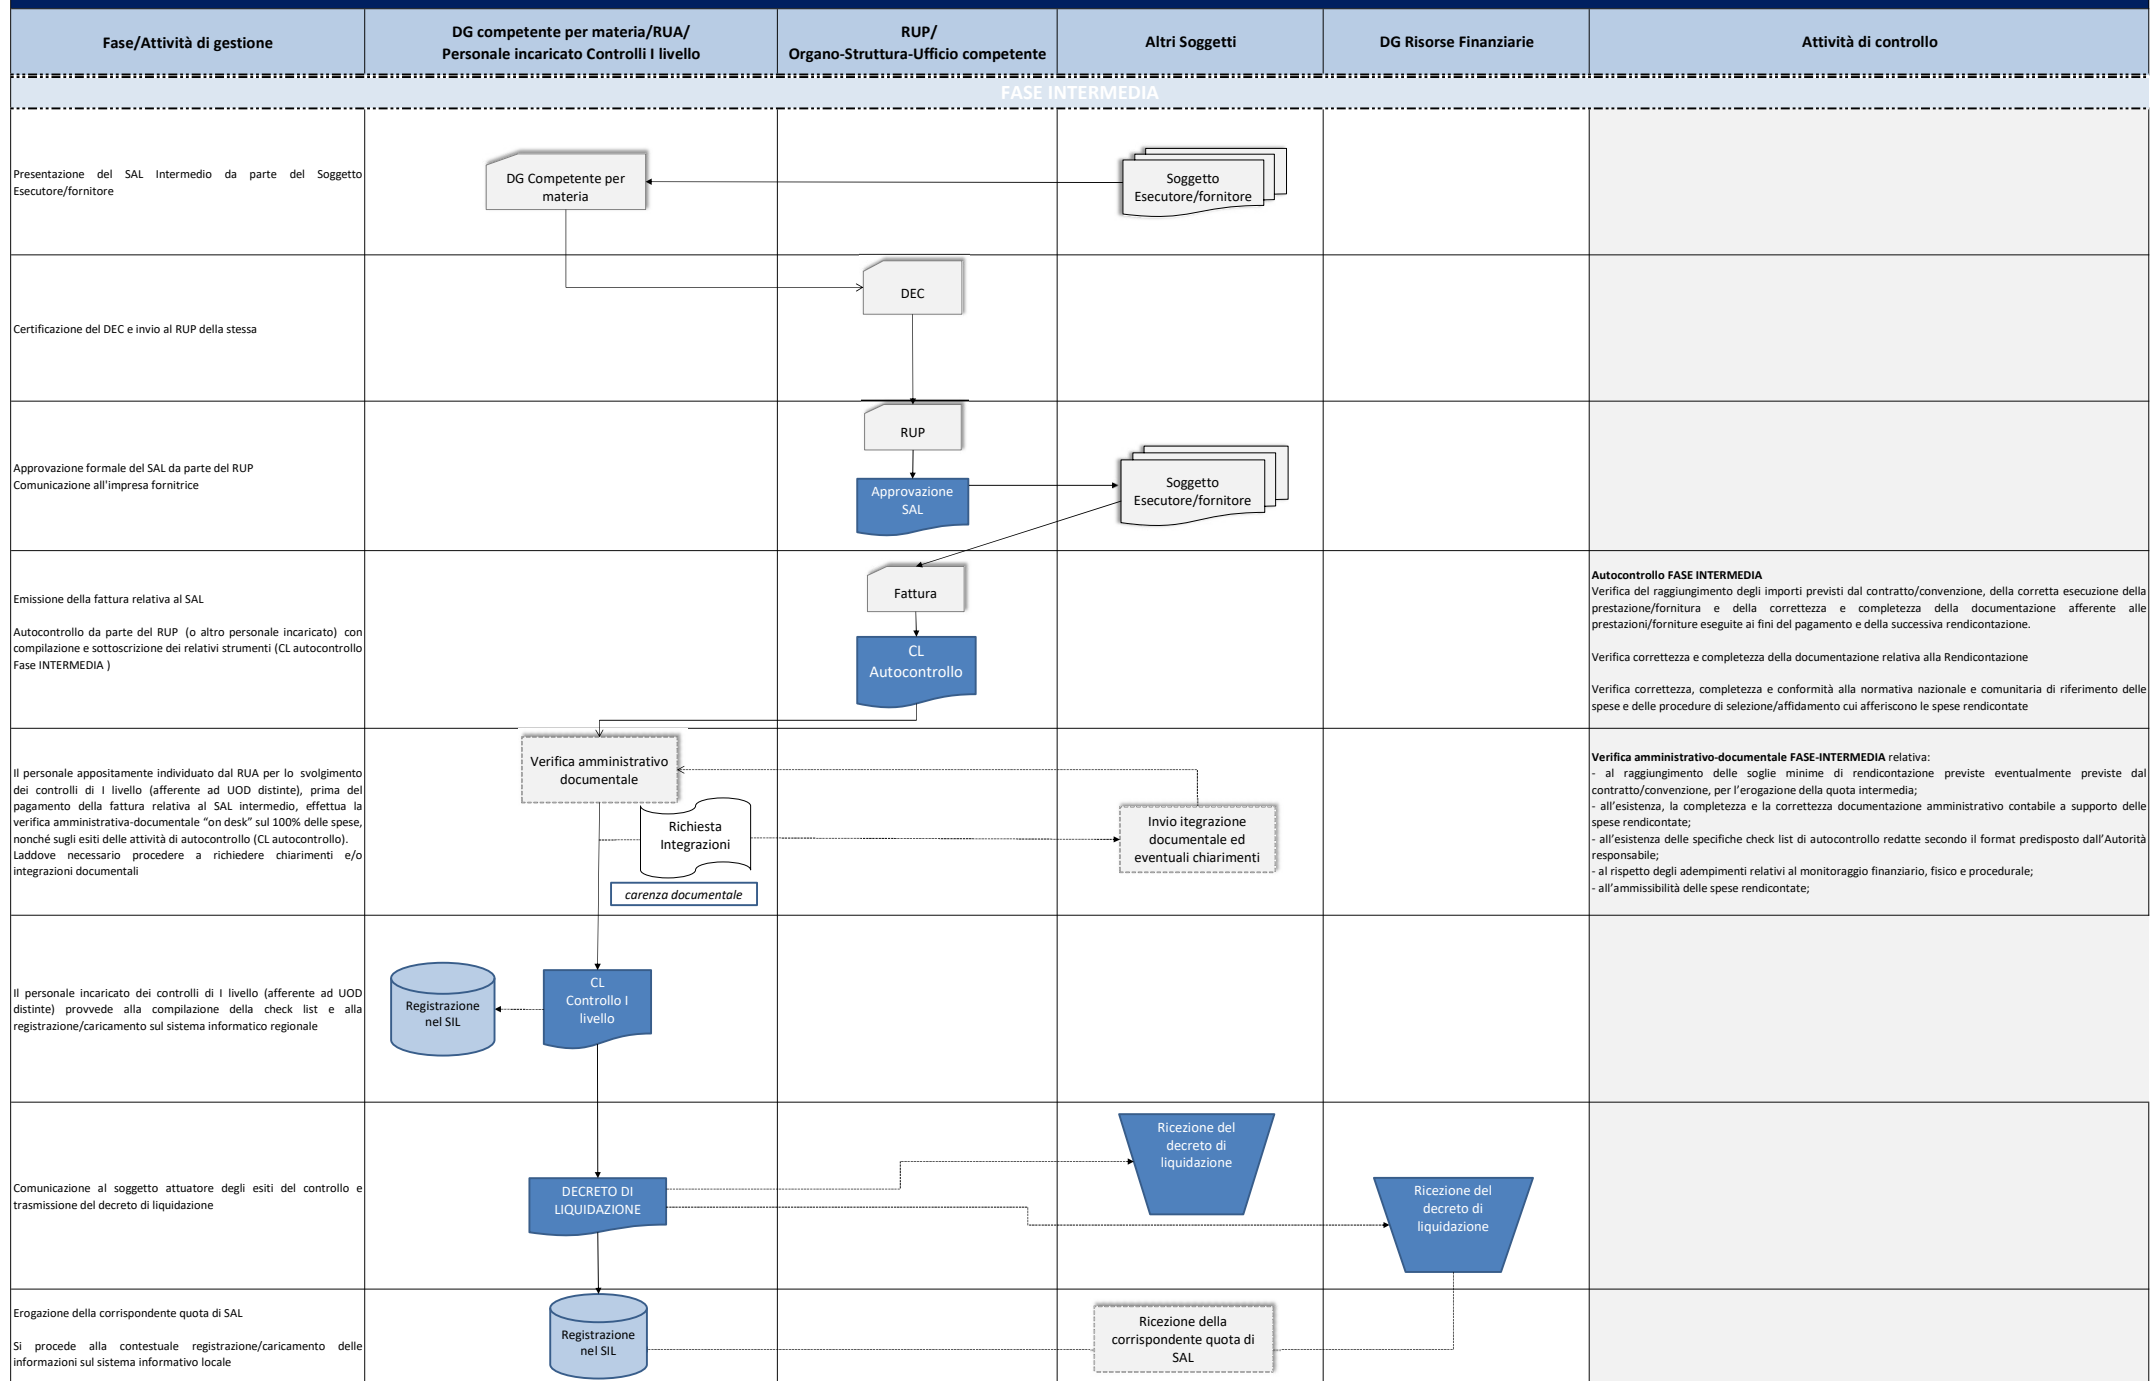 Fase/Attività di gestione
DG competente per materia/RUA/
Personale incaricato Controlli I livello
RUP/
Organo-Struttura-Ufficio competente
Altri Soggetti
DG Risorse Finanziarie
Attività di controllo
FASE INTERMEDIA
Presentazione del SAL Intermedio da parte del Soggetto
Esecutore/fornitore
DG Competente per
materia
Soggetto
Esecutore/fornitore
Certificazione del DEC e invio al RUP della stessa
DEC
Approvazione formale del SAL da parte del RUP
Comunicazione all'impresa fornitrice
RUP
Approvazione
SAL
Soggetto
Esecutore/fornitore
Emissione della fattura relativa al SAL
Autocontrollo da parte del RUP (o altro personale incaricato) con
compilazione e sottoscrizione dei relativi strumenti (CL autocontrollo
Fase INTERMEDIA )
Fattura
CL
Autocontrollo
Autocontrollo FASE INTERMEDIA
Verifica del raggiungimento degli importi previsti dal contratto/convenzione, della corretta esecuzione della
prestazione/fornitura e della correttezza e completezza della documentazione afferente alle
prestazioni/forniture eseguite ai fini del pagamento e della successiva rendicontazione.
Verifica correttezza e completezza della documentazione relativa alla Rendicontazione
Verifica correttezza, completezza e conformità alla normativa nazionale e comunitaria di riferimento delle
spese e delle procedure di selezione/affidamento cui afferiscono le spese rendicontate
Il personale appositamente individuato dal RUA per lo svolgimento
dei controlli di I livello (afferente ad UOD distinte), prima del
pagamento della fattura relativa al SAL intermedio, effettua la
verifica amministrativa-documentale “on desk” sul 100% delle spese,
nonché sugli esiti delle attività di autocontrollo (CL autocontrollo).
Laddove necessario procedere a richiedere chiarimenti e/o
integrazioni documentali
Verifica amministrativo
documentale
Richiesta
Integrazioni
carenza documentale
Invio itegrazione
documentale ed
eventuali chiarimenti
Verifica amministrativo-documentale FASE-INTERMEDIA relativa:
- al raggiungimento delle soglie minime di rendicontazione previste eventualmente previste dal
contratto/convenzione, per l’erogazione della quota intermedia;
- all’esistenza, la completezza e la correttezza documentazione amministrativo contabile a supporto delle
spese rendicontate;
- all’esistenza delle specifiche check list di autocontrollo redatte secondo il format predisposto dall’Autorità
responsabile;
- al rispetto degli adempimenti relativi al monitoraggio finanziario, fisico e procedurale;
- all’ammissibilità delle spese rendicontate;
Il personale incaricato dei controlli di I livello (afferente ad UOD
distinte) provvede alla compilazione della check list e alla
registrazione/caricamento sul sistema informatico regionale
Registrazione
nel SIL
CL
Controllo I
livello
Comunicazione al soggetto attuatore degli esiti del controllo e
trasmissione del decreto di liquidazione
DECRETO DI
LIQUIDAZIONE
Ricezione del
decreto di
liquidazione
Ricezione del
decreto di
liquidazione
Erogazione della corrispondente quota di SAL
Si procede alla contestuale registrazione/caricamento delle
informazioni sul sistema informativo locale
Registrazione
nel SIL
Ricezione della
corrispondente quota di
SAL